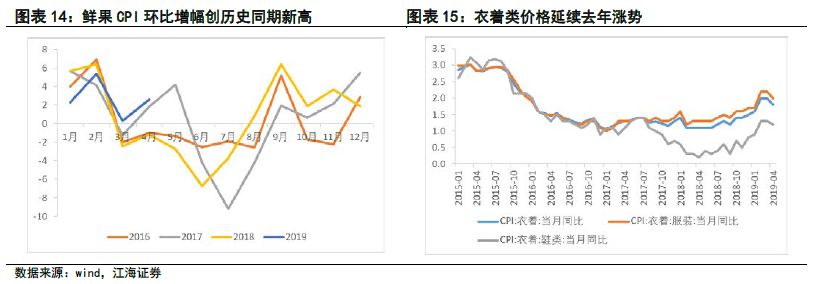 图表 14：鲜果 CPI 环比增幅创历史同期新高
6
4
2
0
-2
-4
-6
-8
-10
1月 2月 3月 4月 5月 6月 7月 8月 9月 10月 11月 12月
2016 2017 2018 2019
图表 15：衣着类价格延续去年涨势
3.5
3.0
2.5
2.0
1.5
1.0
0.5
0.0
2015-01 2015-04 2015-07 2015-10 2016-01 2016-04 2016-07 2016-10 2017-01 2017-04 2017-07 2017-10 2018-01 2018-04 2018-07 2018-10 2019-01 2019-04
CPI:衣着:当月同比 CPI:衣着:服装:当月同比
CPI:衣着:鞋类:当月同比
数据来源：wind，江海证券